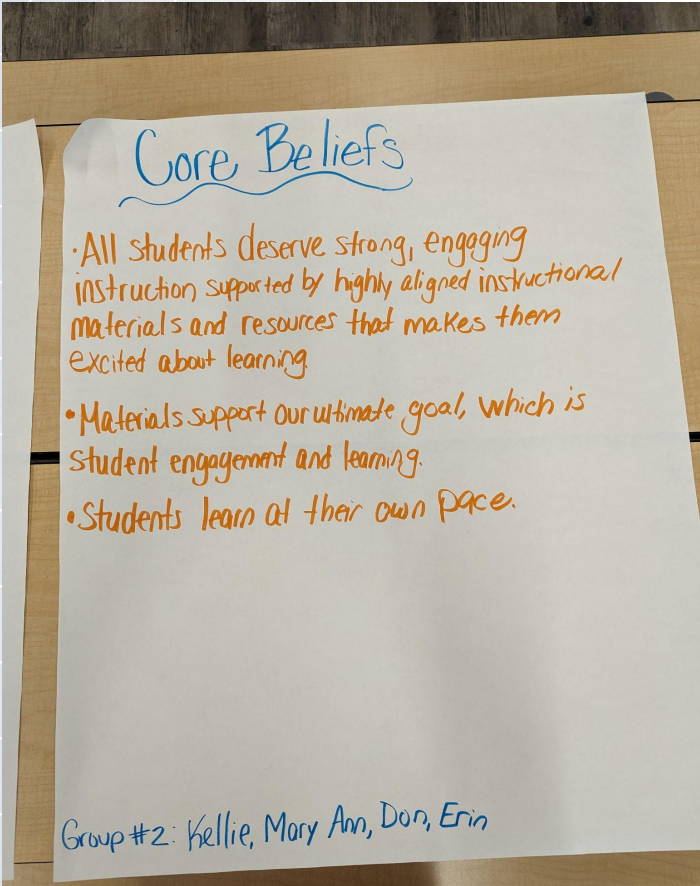 Core Beliefs
•All students deserve strong, engaging
instruction supported by highly aligned instructional
materials and resources that makes them
excited about learning.
•Materials support our ultimate goal, which is
student engagement and learning.
•Students learn at their own pace.
Group #2: Kellie, Mary Ann, Don, Erin